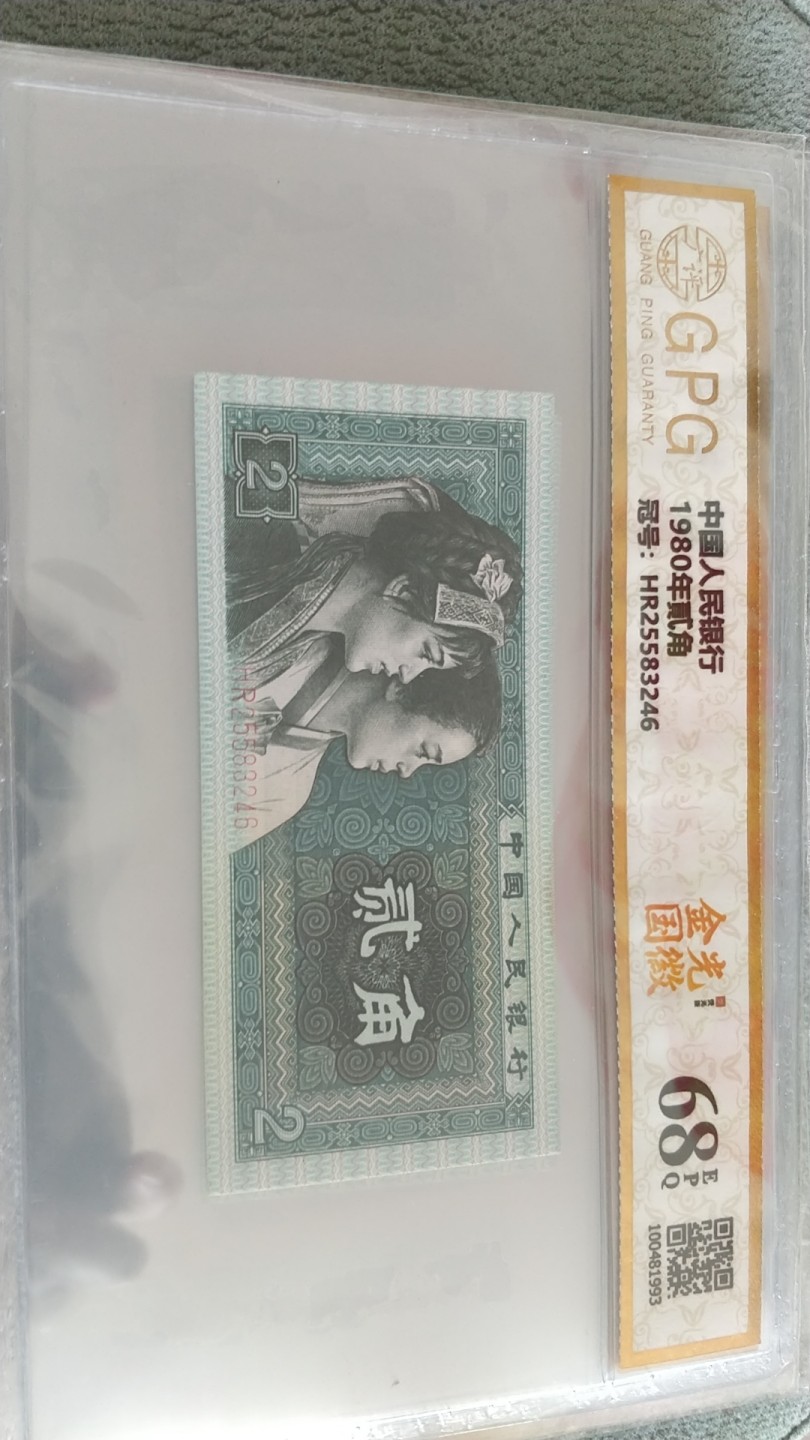 GPG
GUANG PING GUARANTY
中国人民银行
1980年贰角
冠号：HR25583246
金光
国徽
68
E
P
Q
100481993
中国人民银行
贰角
2
2
HR25583246